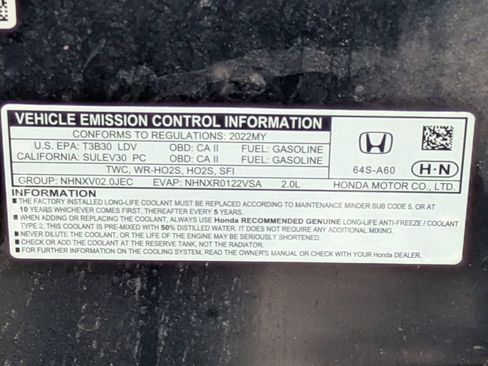 VEHICLE EMISSION CONTROL INFORMATION
CONFORMS TO REGULATIONS: 2022MY
U.S. EPA: T3B30 LDV OBD: CA II FUEL: GASOLINE
CALIFORNIA: SULEV30 PC OBD: CA II FUEL: GASOLINE
TWC, WR-HO2S, HO2S, SFI
GROUP: NHNXV02.0JEC EVAP: NHNXR0122VSA 2.0L
64S-A60
H·N
HONDA MOTOR CO., LTD.
INFORMATION
■ THE FACTORY INSTALLED LONG-LIFE COOLANT MUST BE REPLACED ACCORDING TO MAINTENANCE MINDER SUB CODE 5, OR AT
10 YEARS WHICHEVER COMES FIRST. THEREAFTER EVERY 5 YEARS.
■ WHEN ADDING OR REPLACING THE COOLANT, ALWAYS USE Honda RECOMMENDED GENUINE LONG-LIFE ANTI-FREEZE / COOLANT
TYPE 2. THIS COOLANT IS PRE-MIXED WITH 50% DISTILLED WATER. IT DOES NOT REQUIRE ANY ADDITIONAL MIXING.
■ NEVER DILUTE COOLANT, OR THE LIFE OF THE ENGINE MAY BE SERIOUSLY SHORTENED.
■ CHECK AND ADD COOLANT AT THE RESERVE TANK, NOT THE RADIATOR.
■ FOR FURTHER INFORMATION ON THE COOLING SYSTEM, READ THE OWNER'S MANUAL OR CHECK WITH YOUR Honda DEALER.